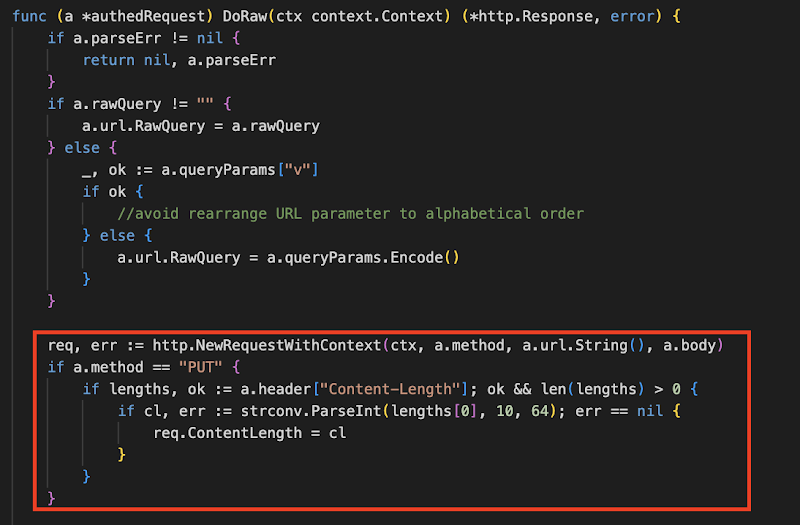 func (a *authedRequest) DoRaw(ctx context.Context) (*http.Response, error) {
    if a.parseErr != nil {
        return nil, a.parseErr
    }
    if a.rawQuery != "" {
        a.url.RawQuery = a.rawQuery
    } else {
        _, ok := a.queryParams["v"]
        if ok {
            //avoid rearrange URL parameter to alphabetical order
        } else {
            a.url.RawQuery = a.queryParams.Encode()
        }
    }
    req, err := http.NewRequestWithContext(ctx, a.method, a.url.String(), a.body)
    if a.method == "PUT" {
        if lengths, ok := a.header["Content-Length"]; ok && len(lengths) > 0 {
            if cl, err := strconv.ParseInt(lengths[0], 10, 64); err == nil {
                req.ContentLength = cl
            }
        }
    }